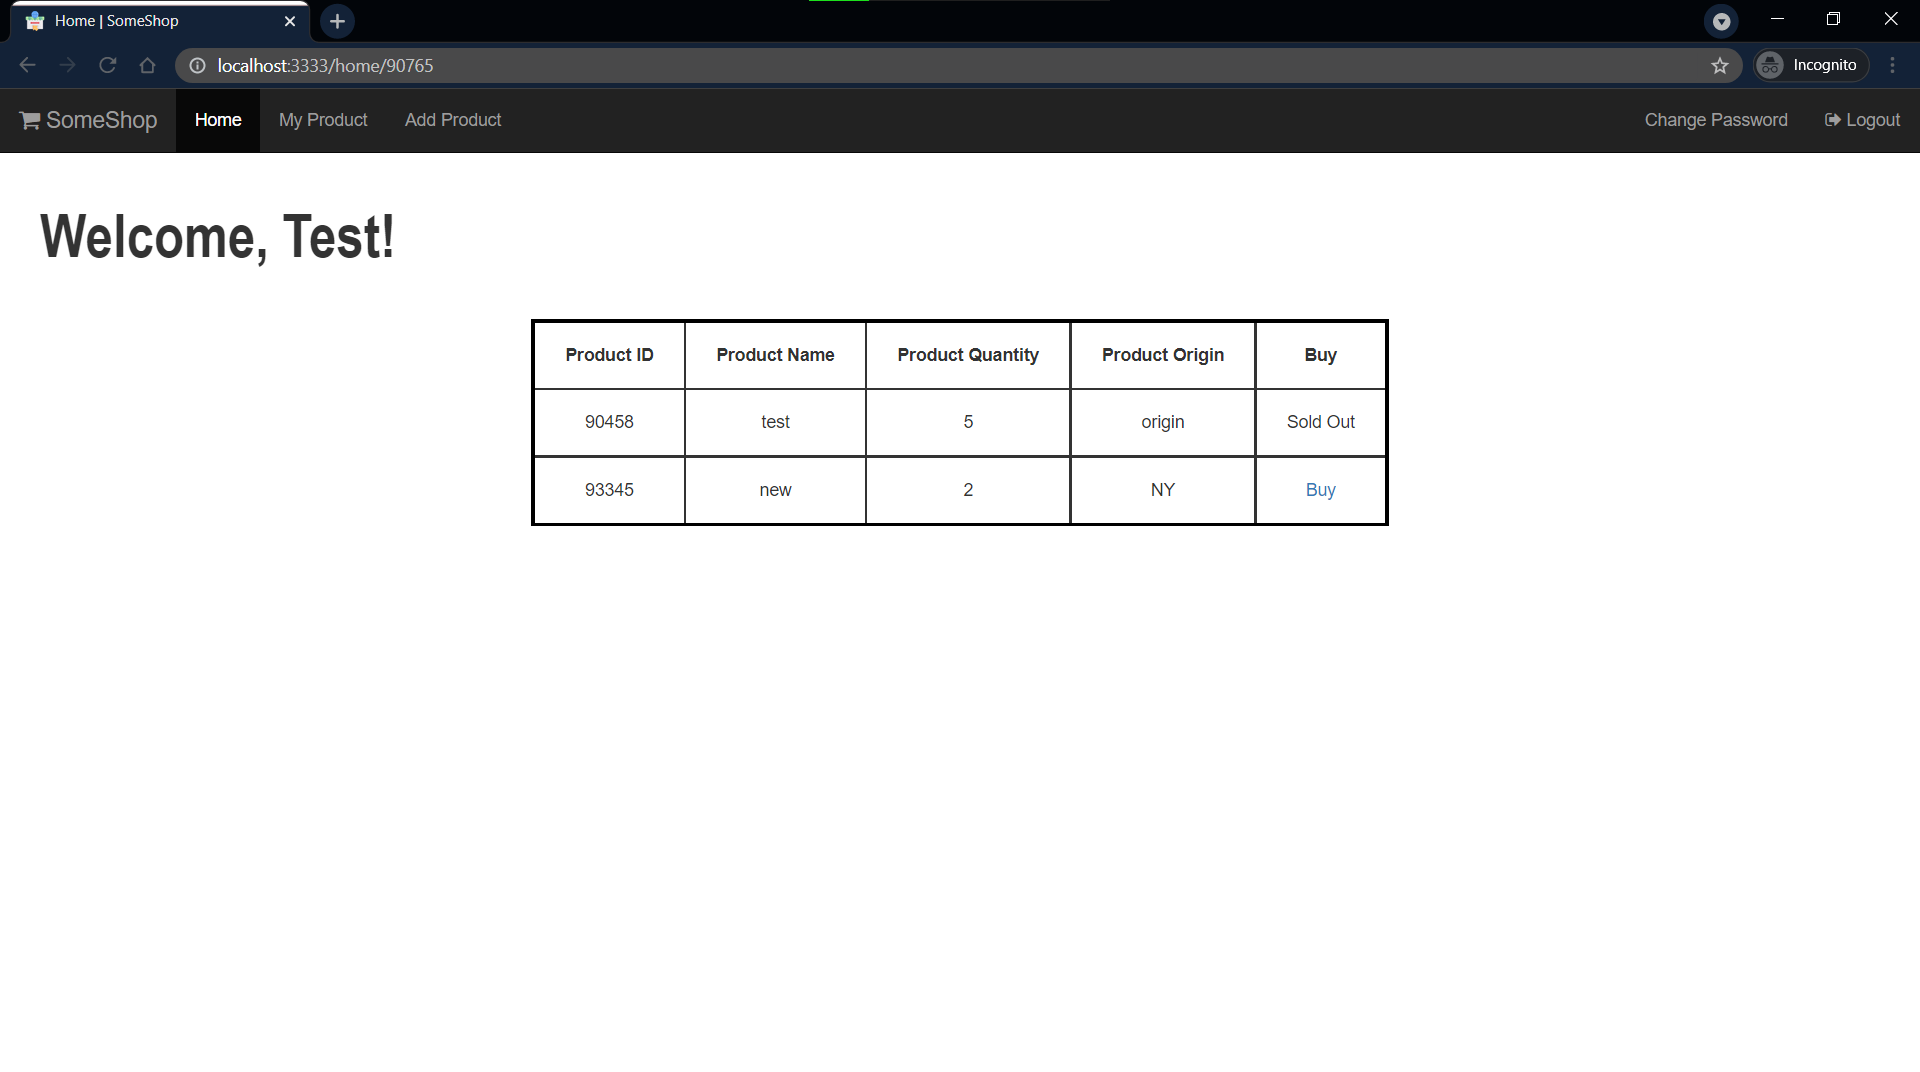 Home | SomeShop
localhost:3333/home/90765
Incognito
SomeShop Home My Product Add Product Change Password Logout
Welcome, Test!
Product ID Product Name Product Quantity Product Origin Buy
90458 test 5 origin Sold Out
93345 new 2 NY Buy